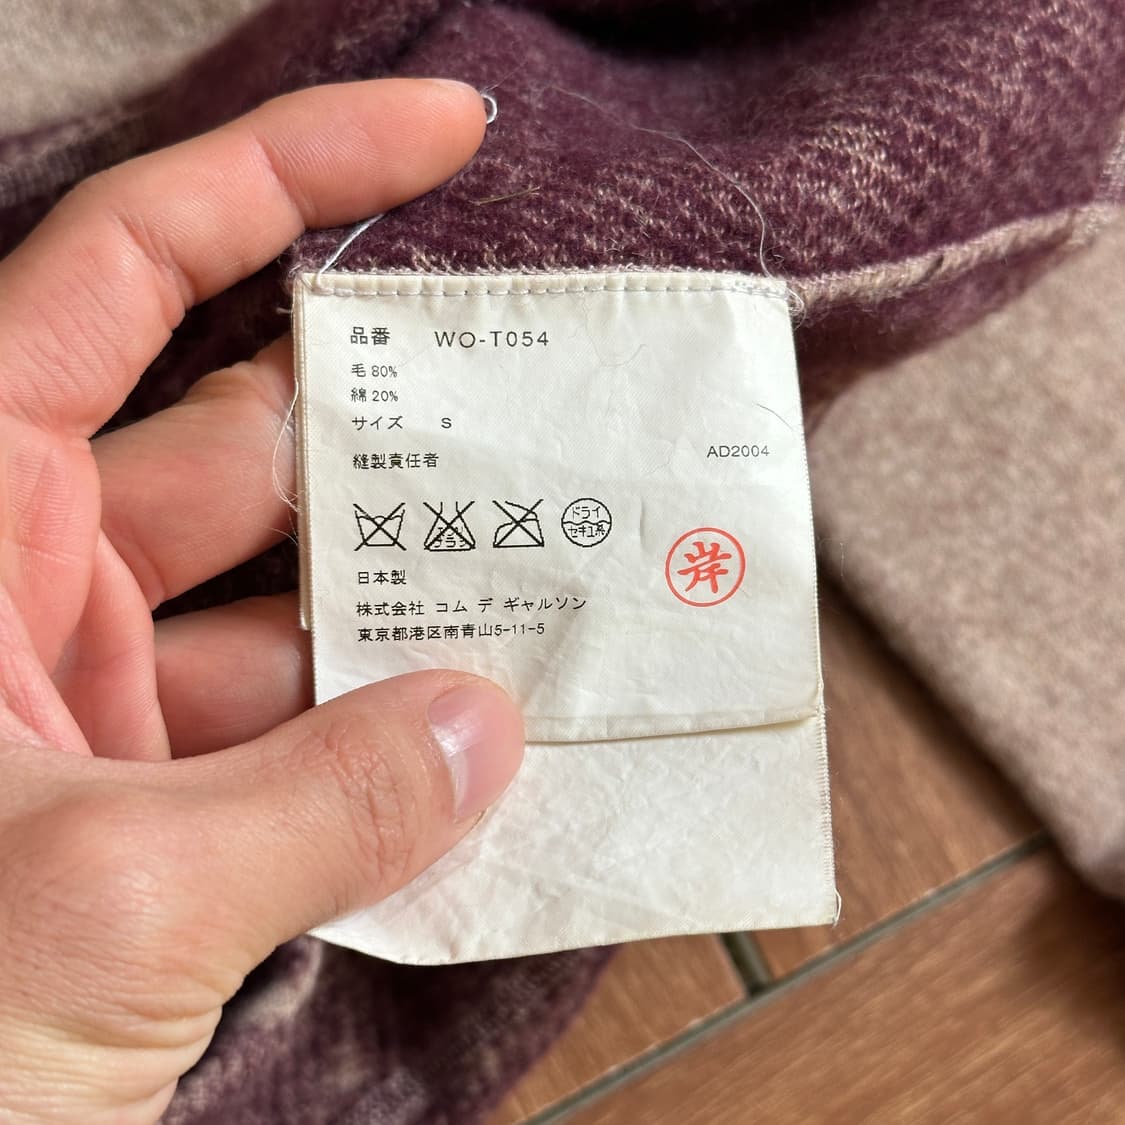 品番 WO-T054
毛 80%
綿 20%
サイズ S
AD2004
縫製責任者
ドライ
セキユ系
岸
日本製
株式会社 コム デ ギャルソン
東京都港区南青山5-11-5